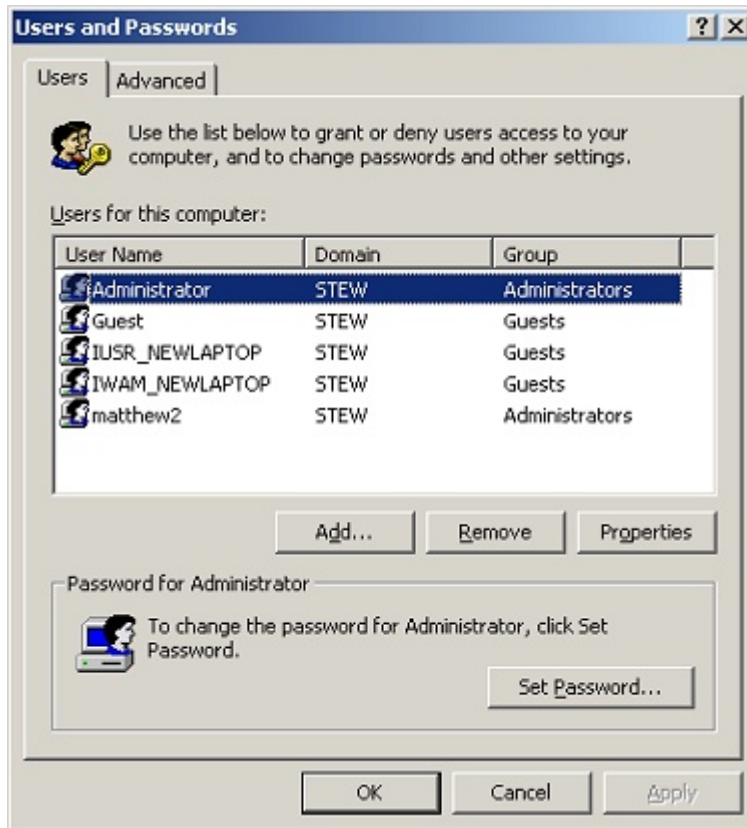 Users and Passwords
Users
Advanced
Use the list below to grant or deny users access to your
computer, and to change passwords and other settings.
Users for this computer:
User Name Domain Group
Administrator STEW Administrators
Guest STEW Guests
IUSR_NEWLAPTOP STEW Guests
IWAM_NEWLAPTOP STEW Guests
matthew2 STEW Administrators
Add... Remove Properties
Password for Administrator
To change the password for Administrator, click Set
Password.
Set Password...
OK Cancel Apply